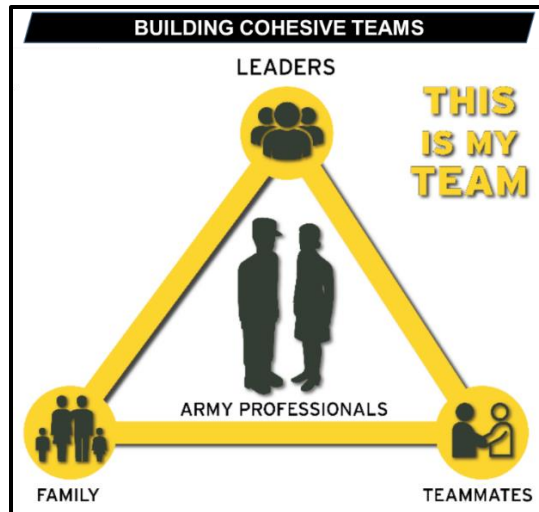 BUILDING COHESIVE TEAMS
LEADERS
THIS
IS MY
TEAM
ARMY PROFESSIONALS
FAMILY
TEAMMATES